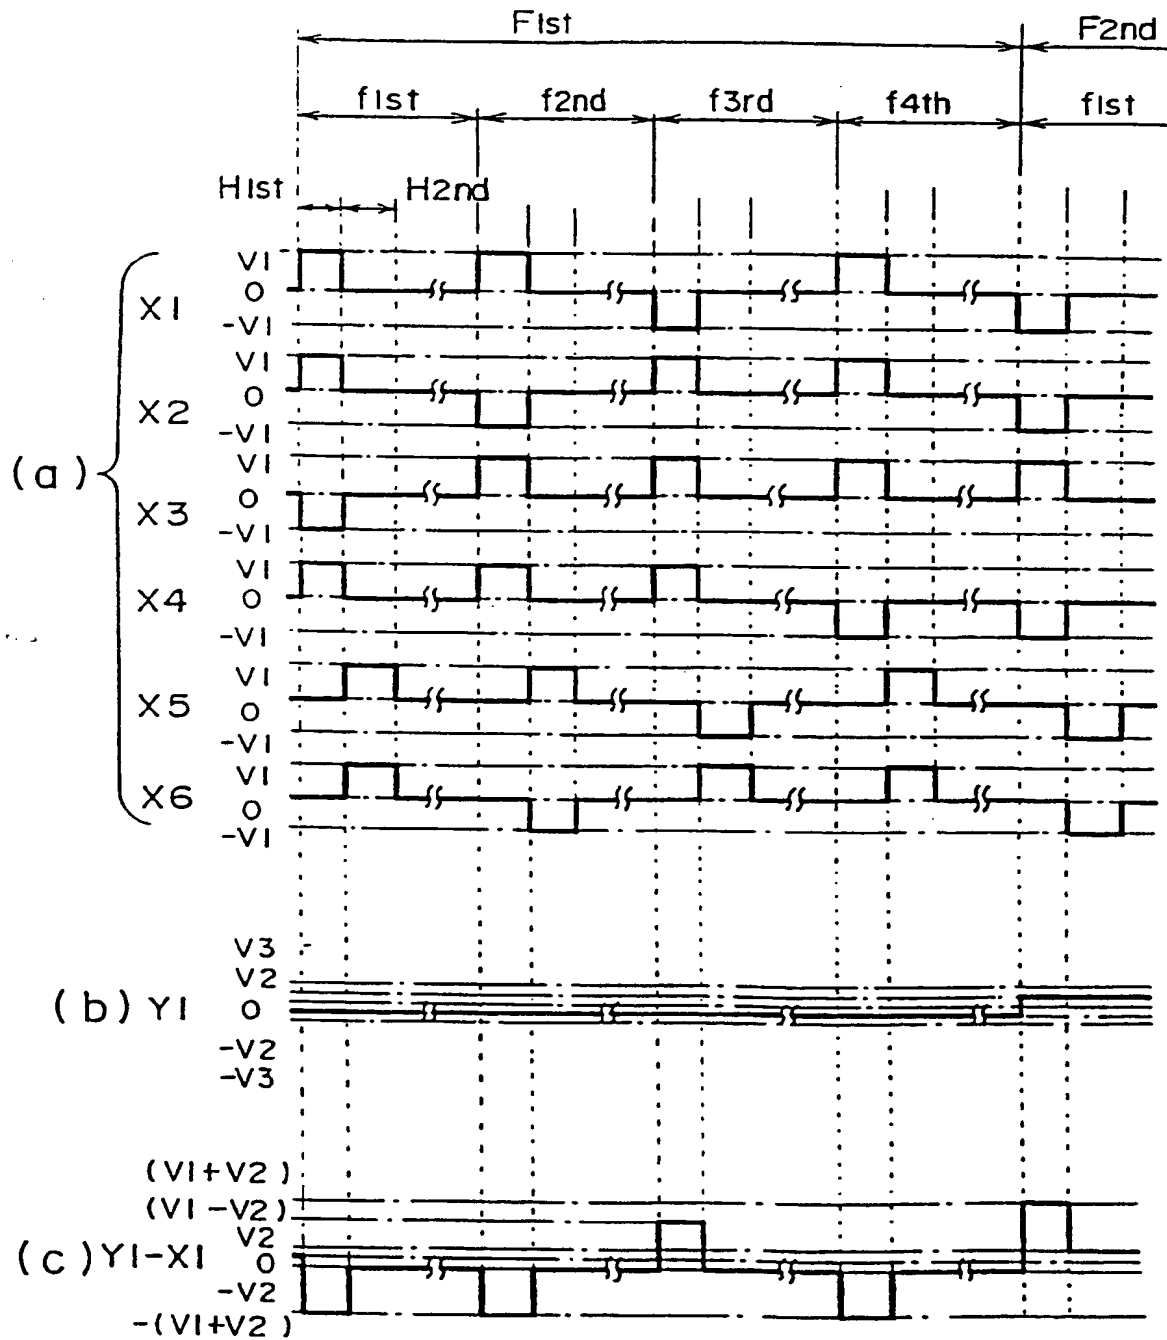 F1st F2nd
f1st f2nd f3rd f4th f1st
H1st H2nd
(a)
X1 V1 0 -V1
X2 V1 0 -V1
X3 V1 0 -V1
X4 V1 0 -V1
X5 V1 0 -V1
X6 V1 0 -V1
(b) Y1 V3 V2 0 -V2 -V3
(c) Y1-X1 (V1+V2) (V1-V2) V2 0 -V2 -(V1+V2)